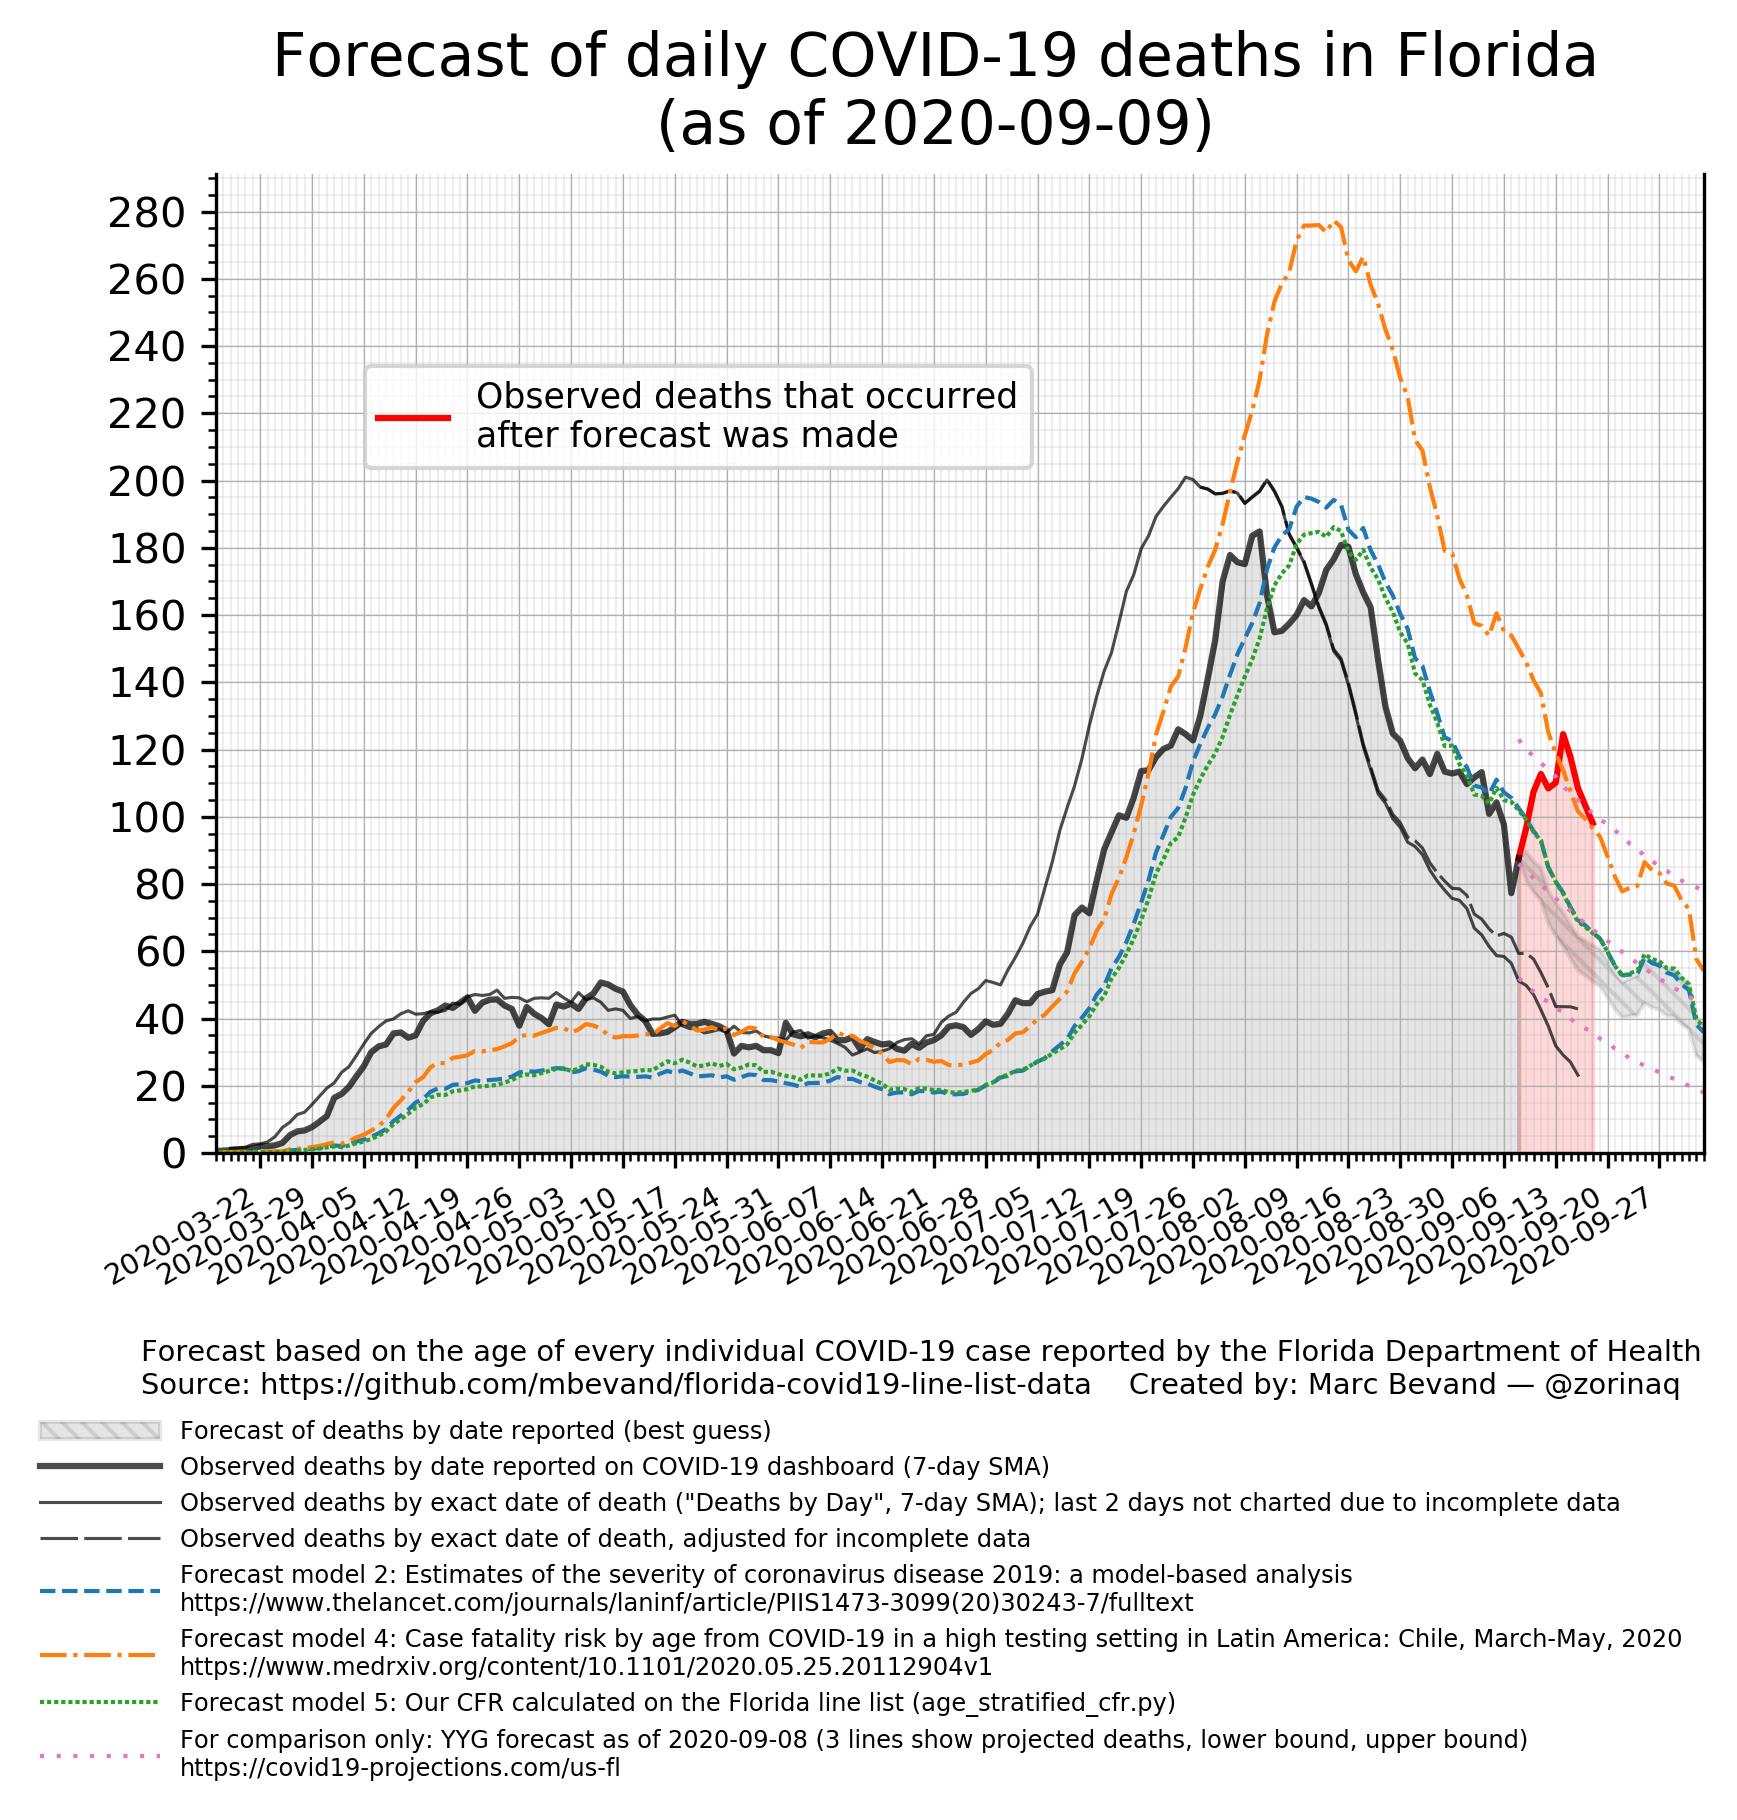 Forecast of daily COVID-19 deaths in Florida
(as of 2020-09-09)
280
260
240
220
200
180
160
140
120
100
80
60
40
20
0
Observed deaths that occurred
after forecast was made
2020-03-22
2020-03-29
2020-04-05
2020-04-12
2020-04-19
2020-04-26
2020-05-03
2020-05-10
2020-05-17
2020-05-24
2020-05-31
2020-06-07
2020-06-14
2020-06-21
2020-06-28
2020-07-05
2020-07-12
2020-07-19
2020-07-26
2020-08-02
2020-08-09
2020-08-16
2020-08-23
2020-08-30
2020-09-06
2020-09-13
2020-09-20
2020-09-27
Forecast based on the age of every individual COVID-19 case reported by the Florida Department of Health
Source: https://github.com/mbevand/florida-covid19-line-list-data    Created by: Marc Bevand — @zorinaq
Forecast of deaths by date reported (best guess)
Observed deaths by date reported on COVID-19 dashboard (7-day SMA)
Observed deaths by exact date of death ("Deaths by Day", 7-day SMA); last 2 days not charted due to incomplete data
Observed deaths by exact date of death, adjusted for incomplete data
Forecast model 2: Estimates of the severity of coronavirus disease 2019: a model-based analysis
https://www.thelancet.com/journals/laninf/article/PIIS1473-3099(20)30243-7/fulltext
Forecast model 4: Case fatality risk by age from COVID-19 in a high testing setting in Latin America: Chile, March-May, 2020
https://www.medrxiv.org/content/10.1101/2020.05.25.20112904v1
Forecast model 5: Our CFR calculated on the Florida line list (age_stratified_cfr.py)
For comparison only: YYG forecast as of 2020-09-08 (3 lines show projected deaths, lower bound, upper bound)
https://covid19-projections.com/us-fl